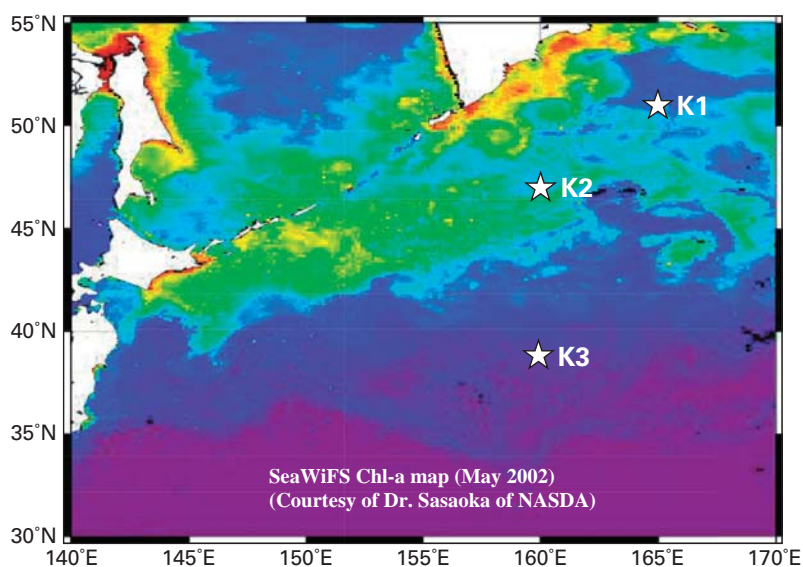 55˚N
50˚N
K1
K2
45˚N
40˚N
K3
35˚N
SeaWiFS Chl-a map (May 2002)
(Courtesy of Dr. Sasaoka of NASDA)
30˚N
140˚E 145˚E 150˚E 155˚E 160˚E 165˚E 170˚E